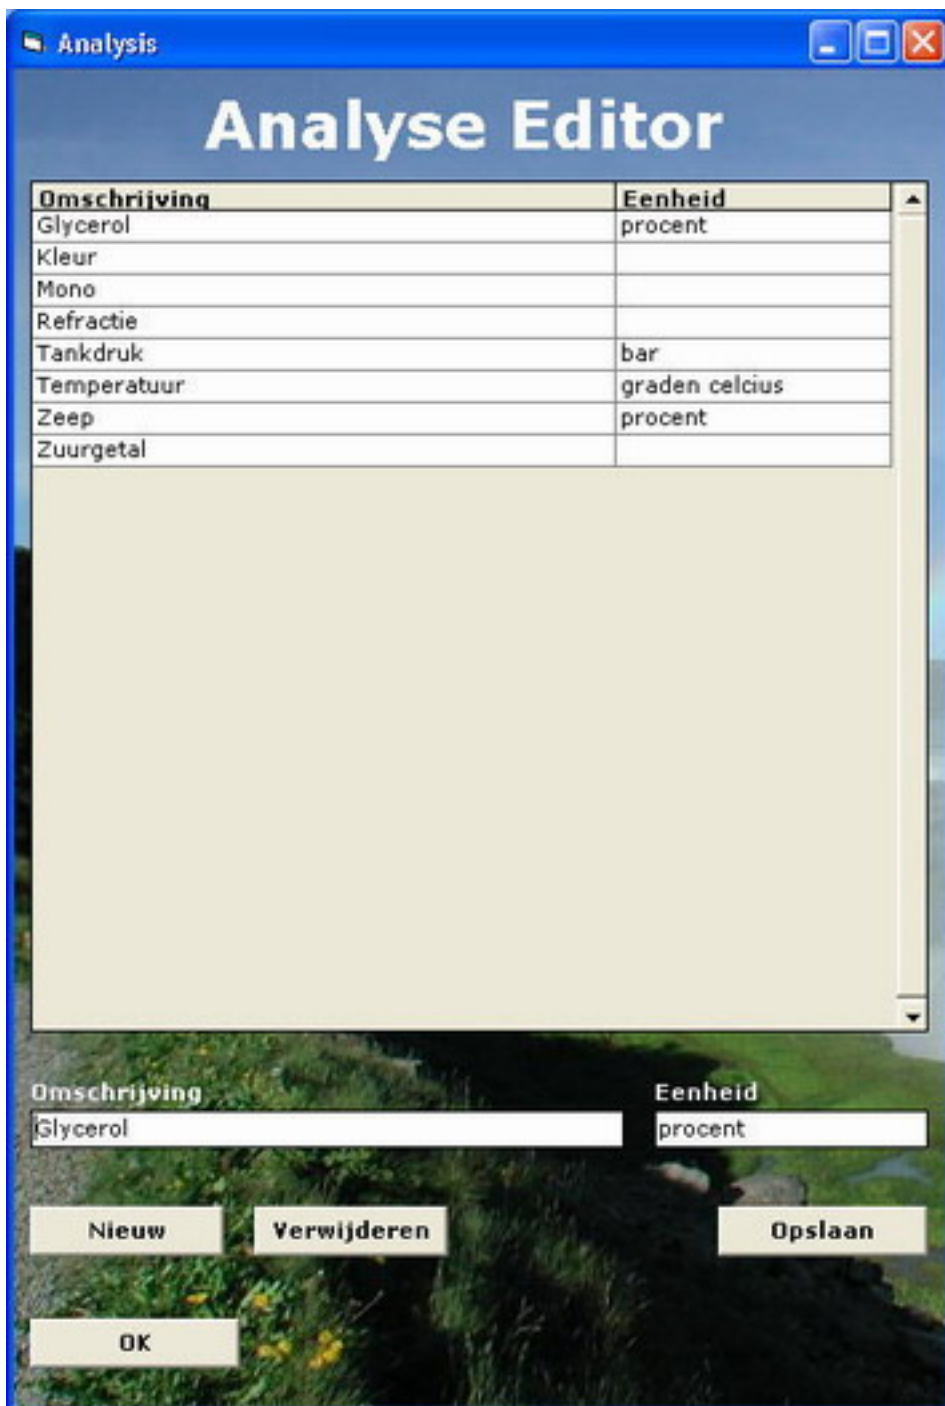 Analysis
Analyse Editor
Omschrijving Eenheid
Glycerol procent
Kleur
Mono
Refractie
Tankdruk bar
Temperatuur graden celcius
Zeep procent
Zuurgetal
Omschrijving Eenheid
Glycerol procent
Nieuw Verwijderen Opslaan
OK